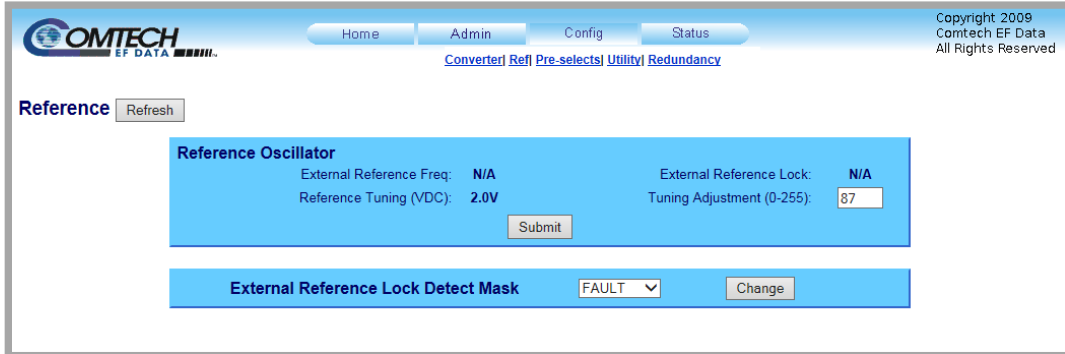 COMTECH
EF DATA
Home Admin Config Status
Converter| Ref| Pre-selects| Utility| Redundancy
Copyright 2009
Comtech EF Data
All Rights Reserved
Reference Refresh
Reference Oscillator
External Reference Freq: N/A External Reference Lock: N/A
Reference Tuning (VDC): 2.0V Tuning Adjustment (0-255): 87
Submit
External Reference Lock Detect Mask FAULT Change